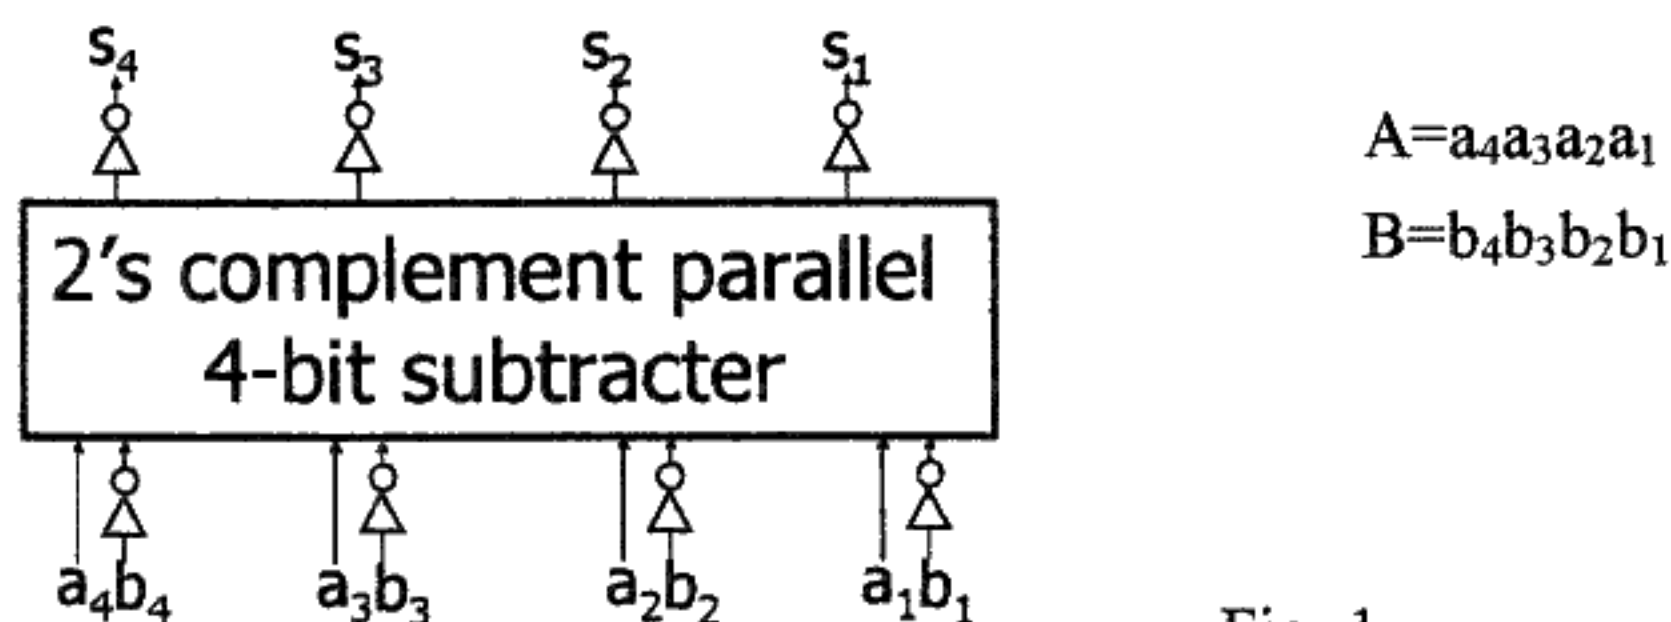 s₄ s₃ s₂ s₁
A=a₄a₃a₂a₁
B=b₄b₃b₂b₁
2's complement parallel
4-bit subtracter
a₄b₄ a₃b₃ a₂b₂ a₁b₁